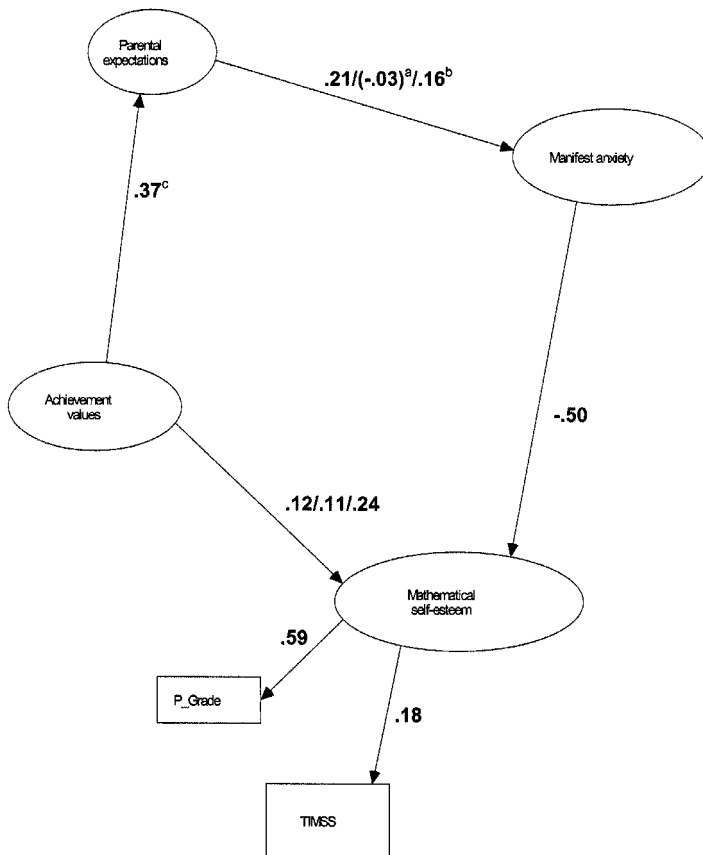 Parental
expectations
.21/(-.03)ᵃ/.16ᵇ
Manifest anxiety
.37ᶜ
Achievement
values
-.50
.12/.11/.24
Mathematical
self-esteem
.59
P_Grade
.18
TIMSS